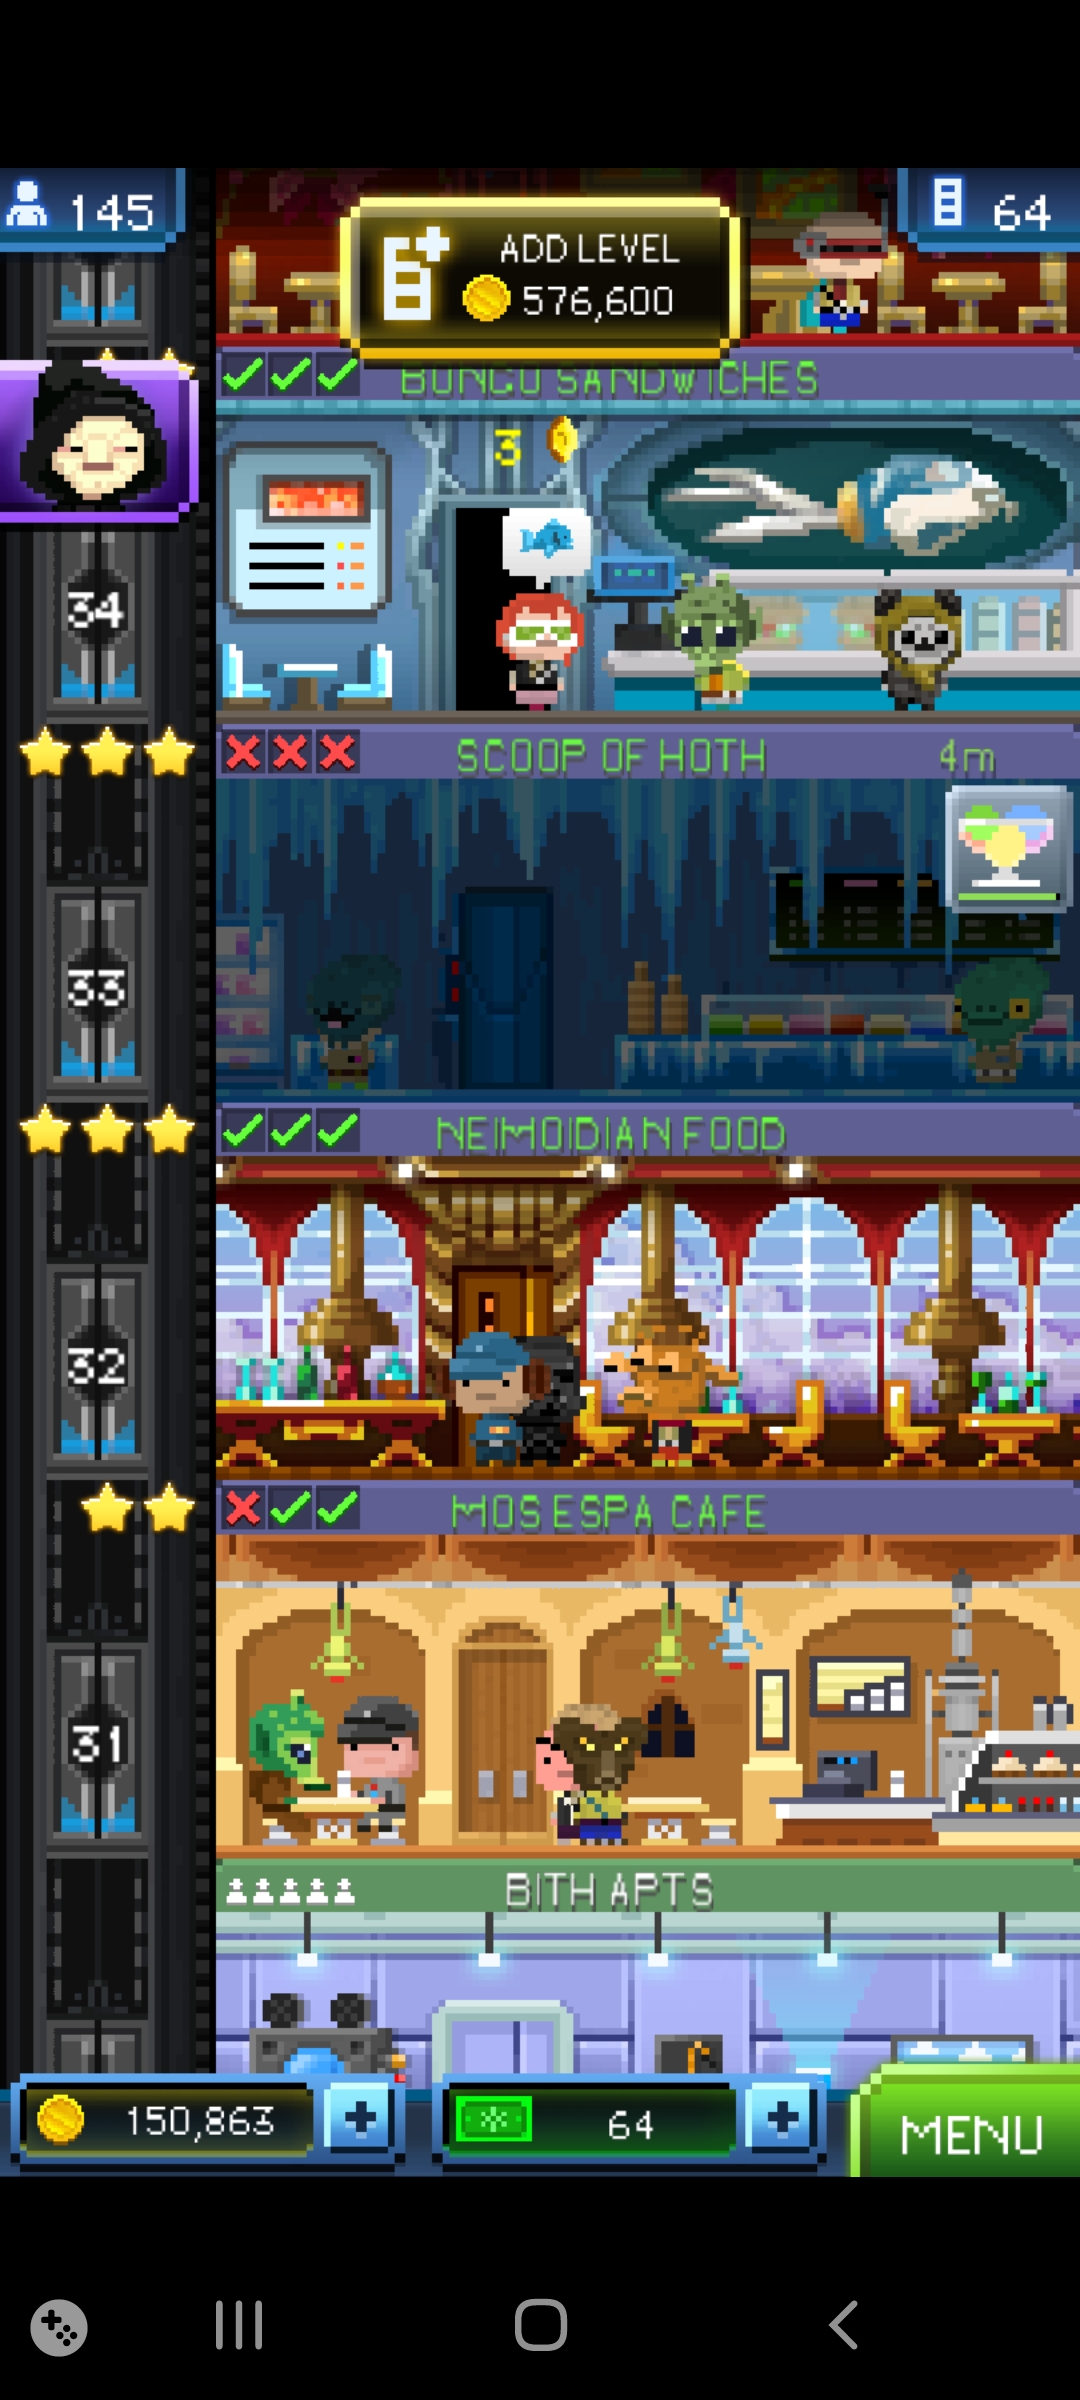 145
64
ADD LEVEL
576,600
BONGO SANDWICHES
3
34
SCOOP OF HOTH
4m
33
NEIMOIDIAN FOOD
32
MOS ESPA CAFE
31
BITH APTS
150,863
64
MENU